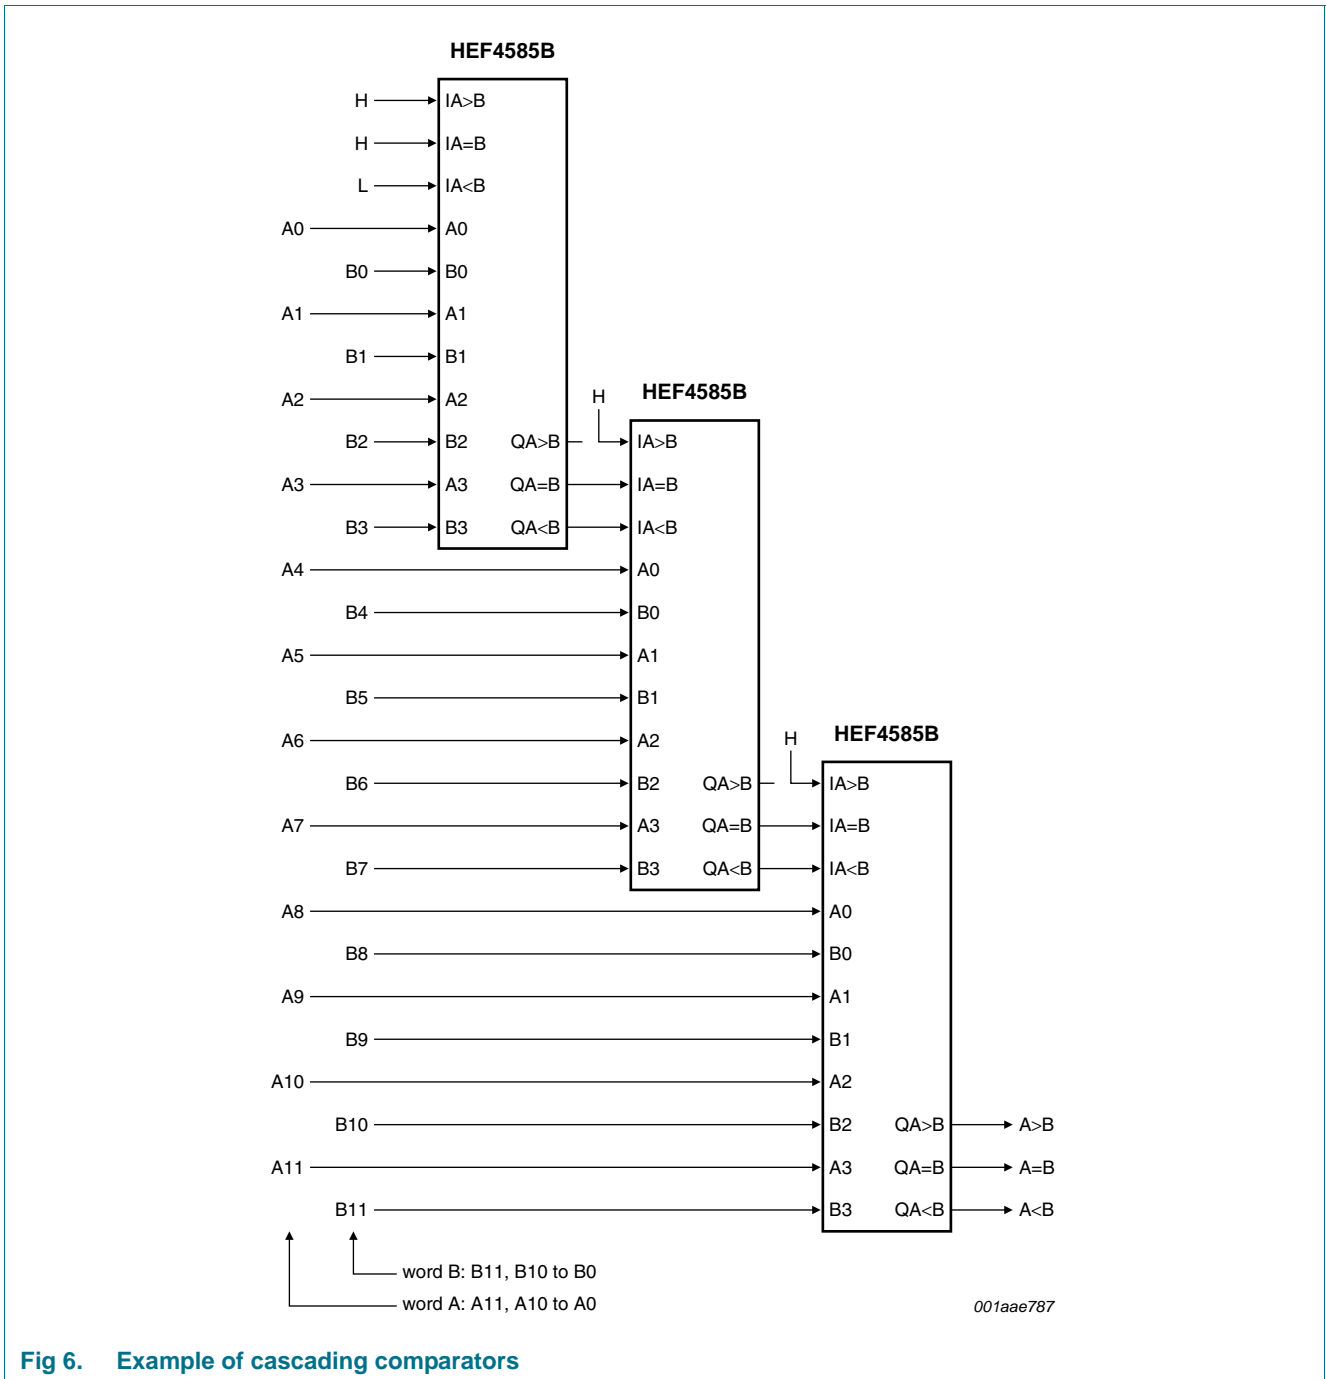 HEF4585B
H IA>B
H IA=B
L IA<B
A0 A0
B0 B0
A1 A1
B1 B1
A2 A2
H HEF4585B
B2 B2 QA>B IA>B
A3 A3 QA=B IA=B
B3 B3 QA<B IA<B
A4 A0
B4 B0
A5 A1
B5 B1
A6 A2
H HEF4585B
B6 B2 QA>B IA>B
A7 A3 QA=B IA=B
B7 B3 QA<B IA<B
A8 A0
B8 B0
A9 A1
B9 B1
A10 A2
B10 B2 QA>B A>B
A11 A3 QA=B A=B
B11 B3 QA<B A<B
word B: B11, B10 to B0
word A: A11, A10 to A0
001aae787
Fig 6. Example of cascading comparators